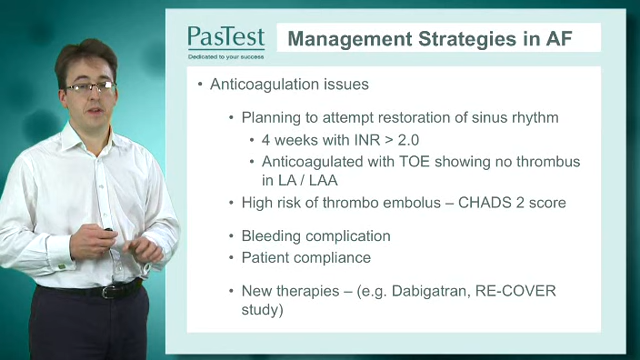 PasTest
Dedicated to your success
Management Strategies in AF
• Anticoagulation issues
• Planning to attempt restoration of sinus rhythm
• 4 weeks with INR > 2.0
• Anticoagulated with TOE showing no thrombus
in LA / LAA
• High risk of thrombo embolus – CHADS 2 score
• Bleeding complication
• Patient compliance
• New therapies – (e.g. Dabigatran, RE-COVER
study)